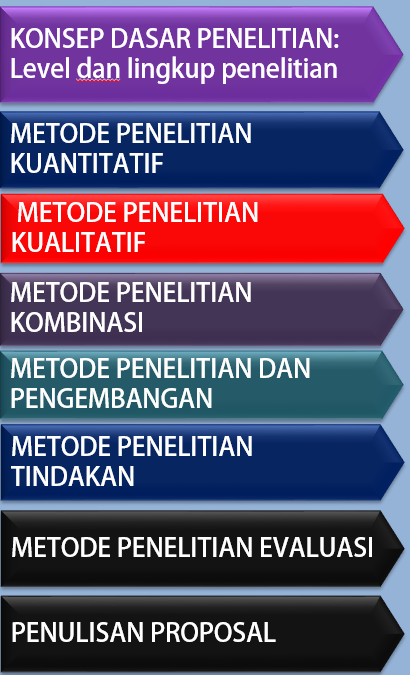 KONSEP DASAR PENELITIAN:
Level dan lingkup penelitian
METODE PENELITIAN
KUANTITATIF
METODE PENELITIAN
KUALITATIF
METODE PENELITIAN
KOMBINASI
METODE PENELITIAN DAN
PENGEMBANGAN
METODE PENELITIAN
TINDAKAN
METODE PENELITIAN EVALUASI
PENULISAN PROPOSAL